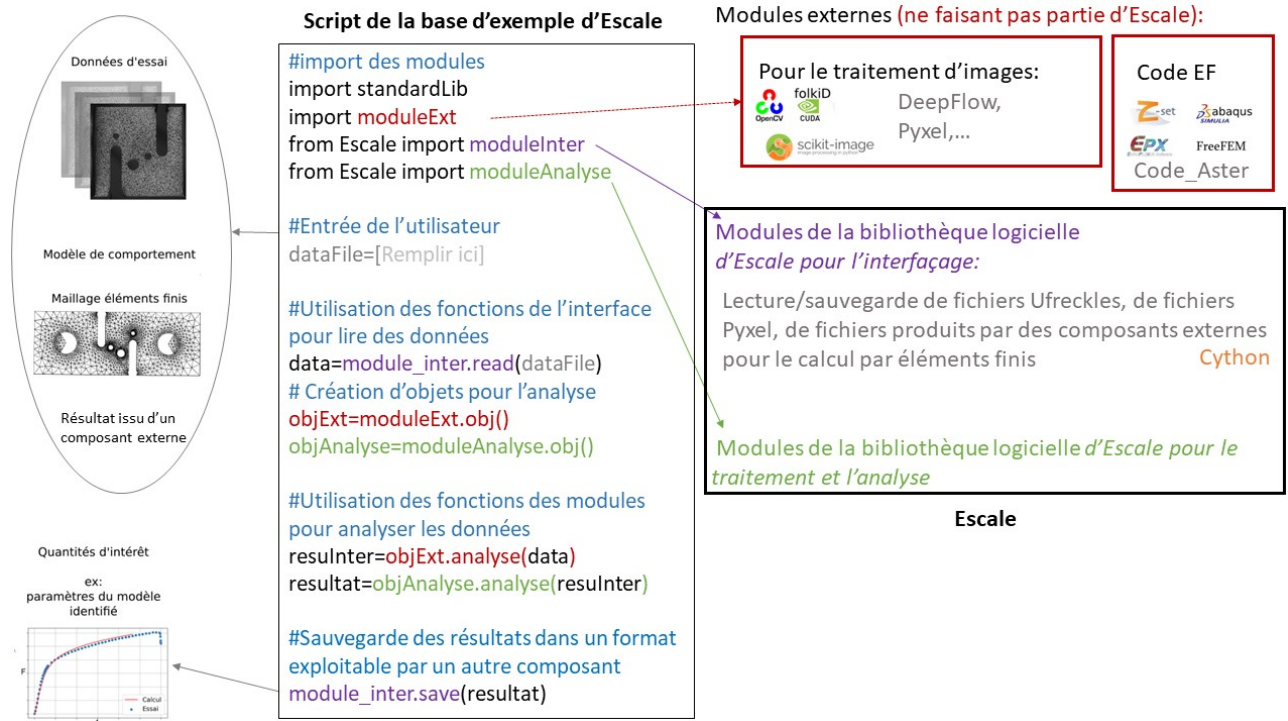 Données d'essai
Modèle de comportement
Maillage éléments finis
Résultat issu d'un
composant externe
Quantités d'intérêt
ex:
paramètres du modèle
identifié
F
Calcul
Essai
Script de la base d'exemple d'Escale
#import des modules
import standardLib
import moduleExt
from Escale import moduleInter
from Escale import moduleAnalyse
#Entrée de l'utilisateur
dataFile=[Remplir ici]
#Utilisation des fonctions de l'interface
pour lire des données
data=module_inter.read(dataFile)
# Création d'objets pour l'analyse
objExt=moduleExt.obj()
objAnalyse=moduleAnalyse.obj()
#Utilisation des fonctions des modules
pour analyser les données
resuInter=objExt.analyse(data)
resultat=objAnalyse.analyse(resuInter)
#Sauvegarde des résultats dans un format
exploitable par un autre composant
module_inter.save(resultat)
Modules externes (ne faisant pas partie d'Escale):
Pour le traitement d'images:
OpenCV
folkiD
CUDA
scikit-image
image processing in python
DeepFlow,
Pyxel,...
Code EF
Z-set
abaqus
SIMULIA
EPX
FreeFEM
Code_Aster
Modules de la bibliothèque logicielle
d'Escale pour l'interfaçage:
Lecture/sauvegarde de fichiers Ufreckles, de fichiers
Pyxel, de fichiers produits par des composants externes
pour le calcul par éléments finis
Cython
Modules de la bibliothèque logicielle d'Escale pour le
traitement et l'analyse
Escale